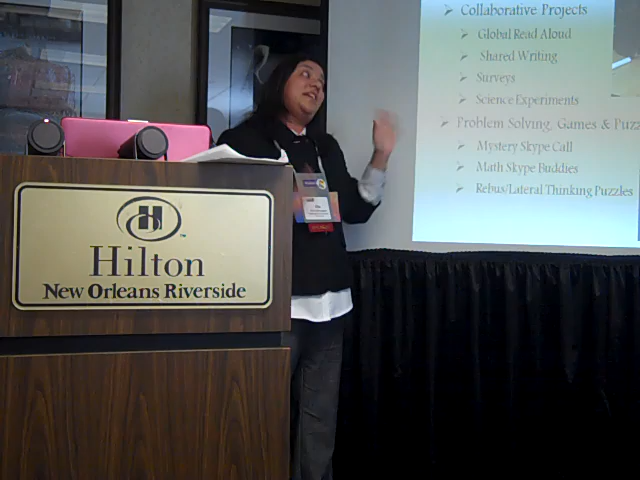 Collaborative Projects
Global Read Aloud
Shared Writing
Surveys
Science Experiments
Problem Solving, Games & Puzz
Mystery Skype Call
Math Skype Buddies
Rebus/Lateral Thinking Puzzles
H
Hilton
New Orleans Riverside